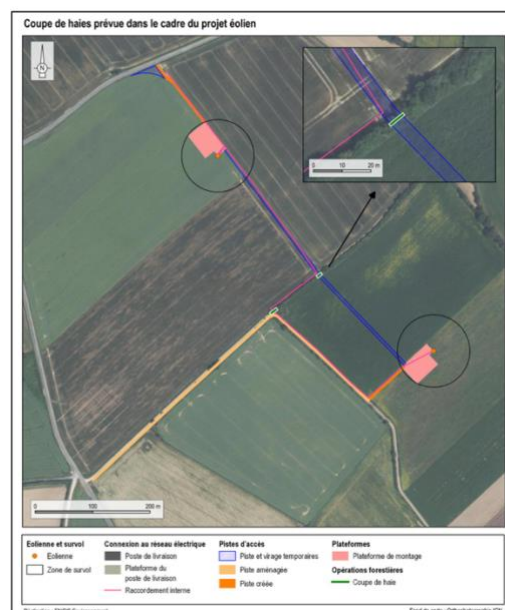 Coupe de haies prévue dans le cadre du projet éolien
N
0 10 20 m
0 100 200 m
Eolienne et survol
Eolienne
Zone de survol
Connexion au réseau électrique
Poste de livraison
Plateforme du
poste de livraison
Raccordement interne
Pistes d'accès
Piste et virage temporaires
Piste aménagée
Piste créée
Plateformes
Plateforme de montage
Opérations forestières
Coupe de haie